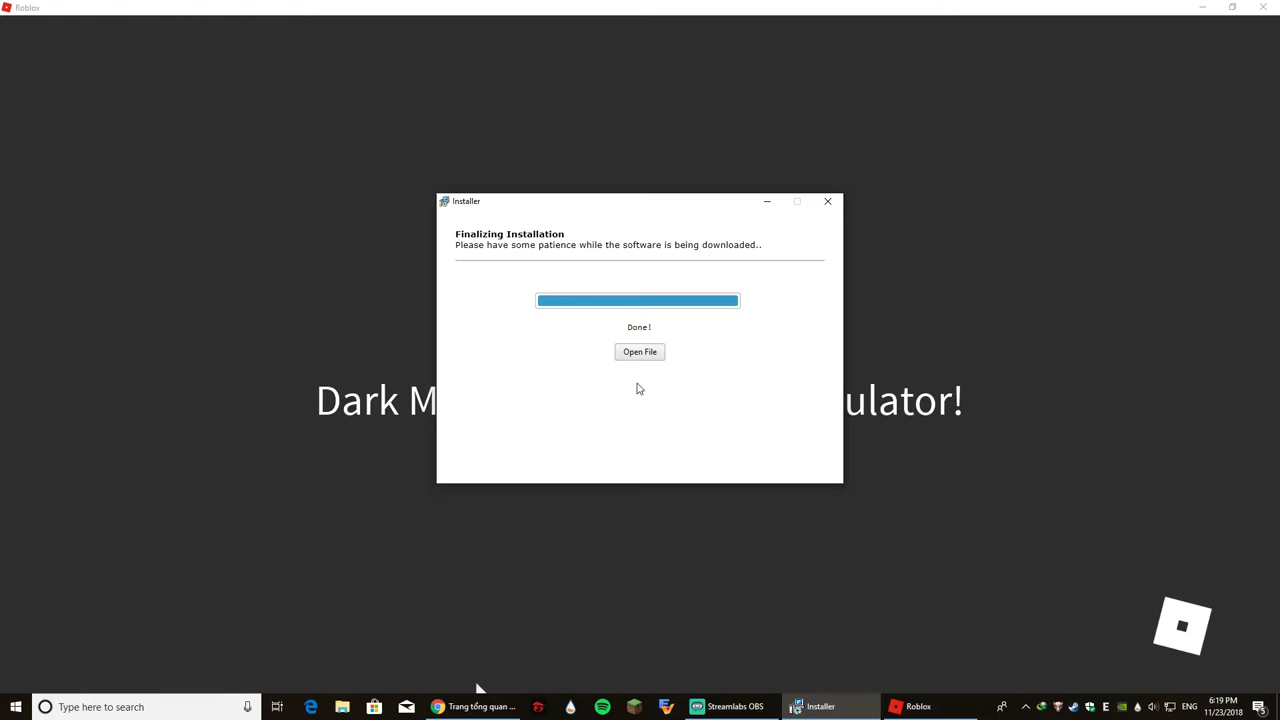 Roblox
Installer
Finalizing Installation
Please have some patience while the software is being downloaded..
Done!
Open File
Dark M
ulator!
Type here to search
Trang tổng quan ...
Streamlabs OBS
Installer
Roblox
ENG
6:19 PM
11/23/2018